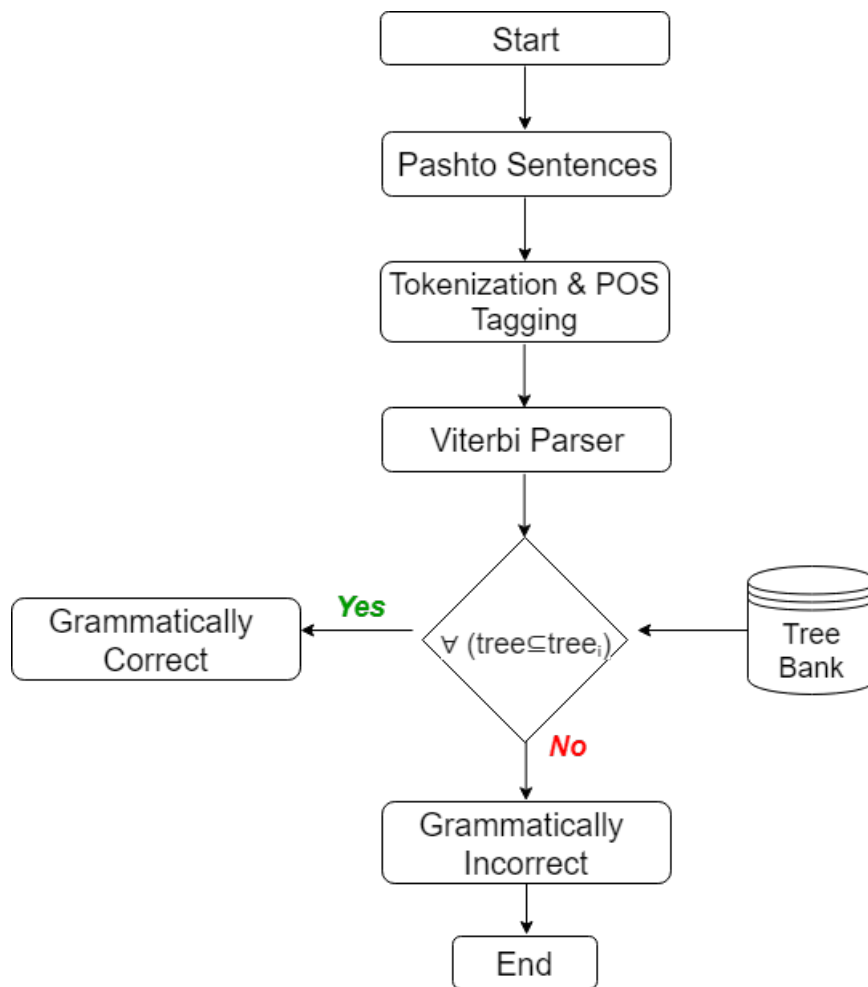 Start
Pashto Sentences
Tokenization & POS
Tagging
Viterbi Parser
Yes
Grammatically
Correct
∀ (tree⊆treeᵢ)
Tree
Bank
No
Grammatically
Incorrect
End